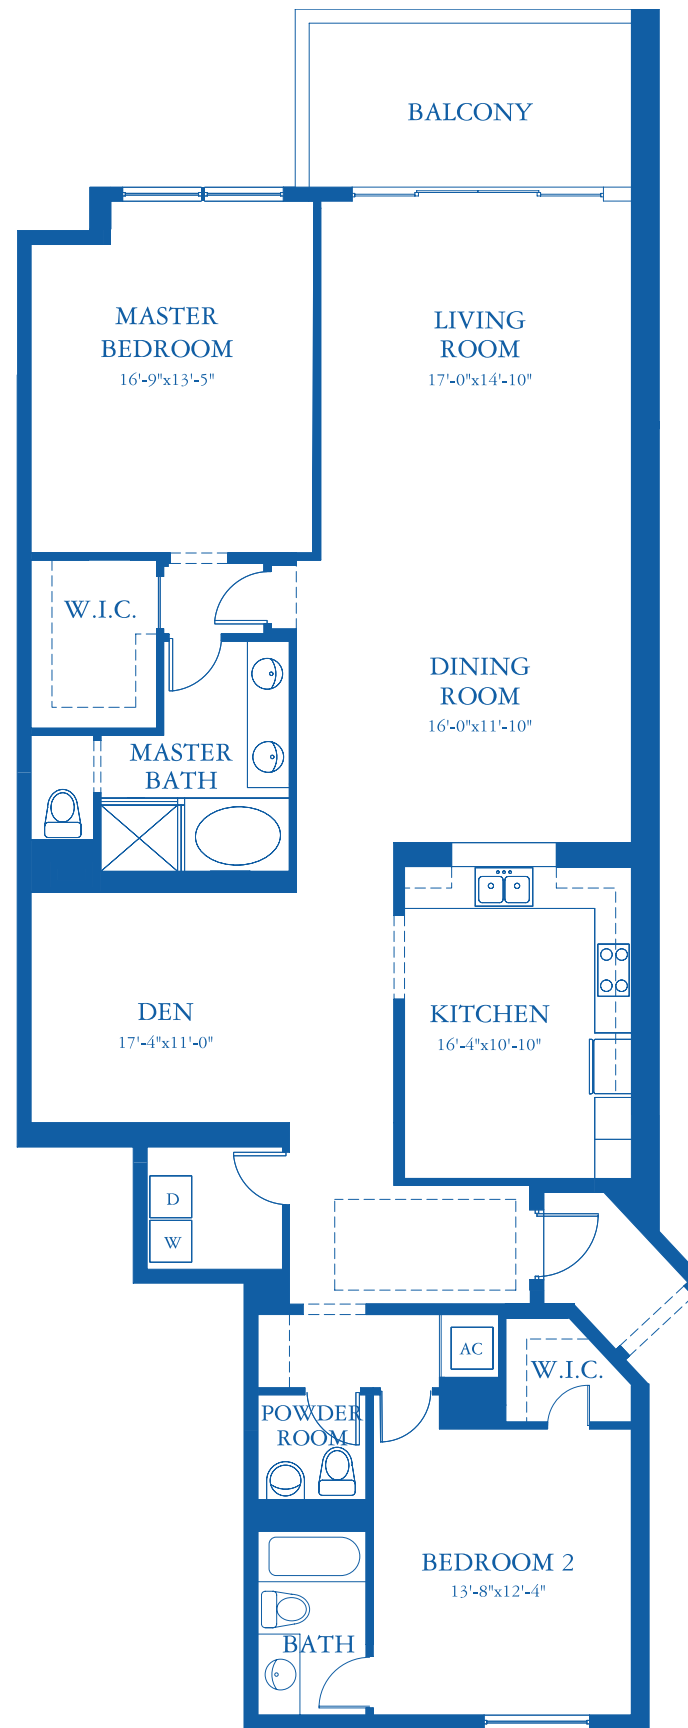 BALCONY
MASTER
BEDROOM
16'-9"x13'-5"
LIVING
ROOM
17'-0"x14'-10"
W.I.C.
DINING
ROOM
16'-0"x11'-10"
MASTER
BATH
DEN
17'-4"x11'-0"
KITCHEN
16'-4"x10'-10"
D
W
AC
W.I.C.
POWDER
ROOM
BEDROOM 2
13'-8"x12'-4"
BATH